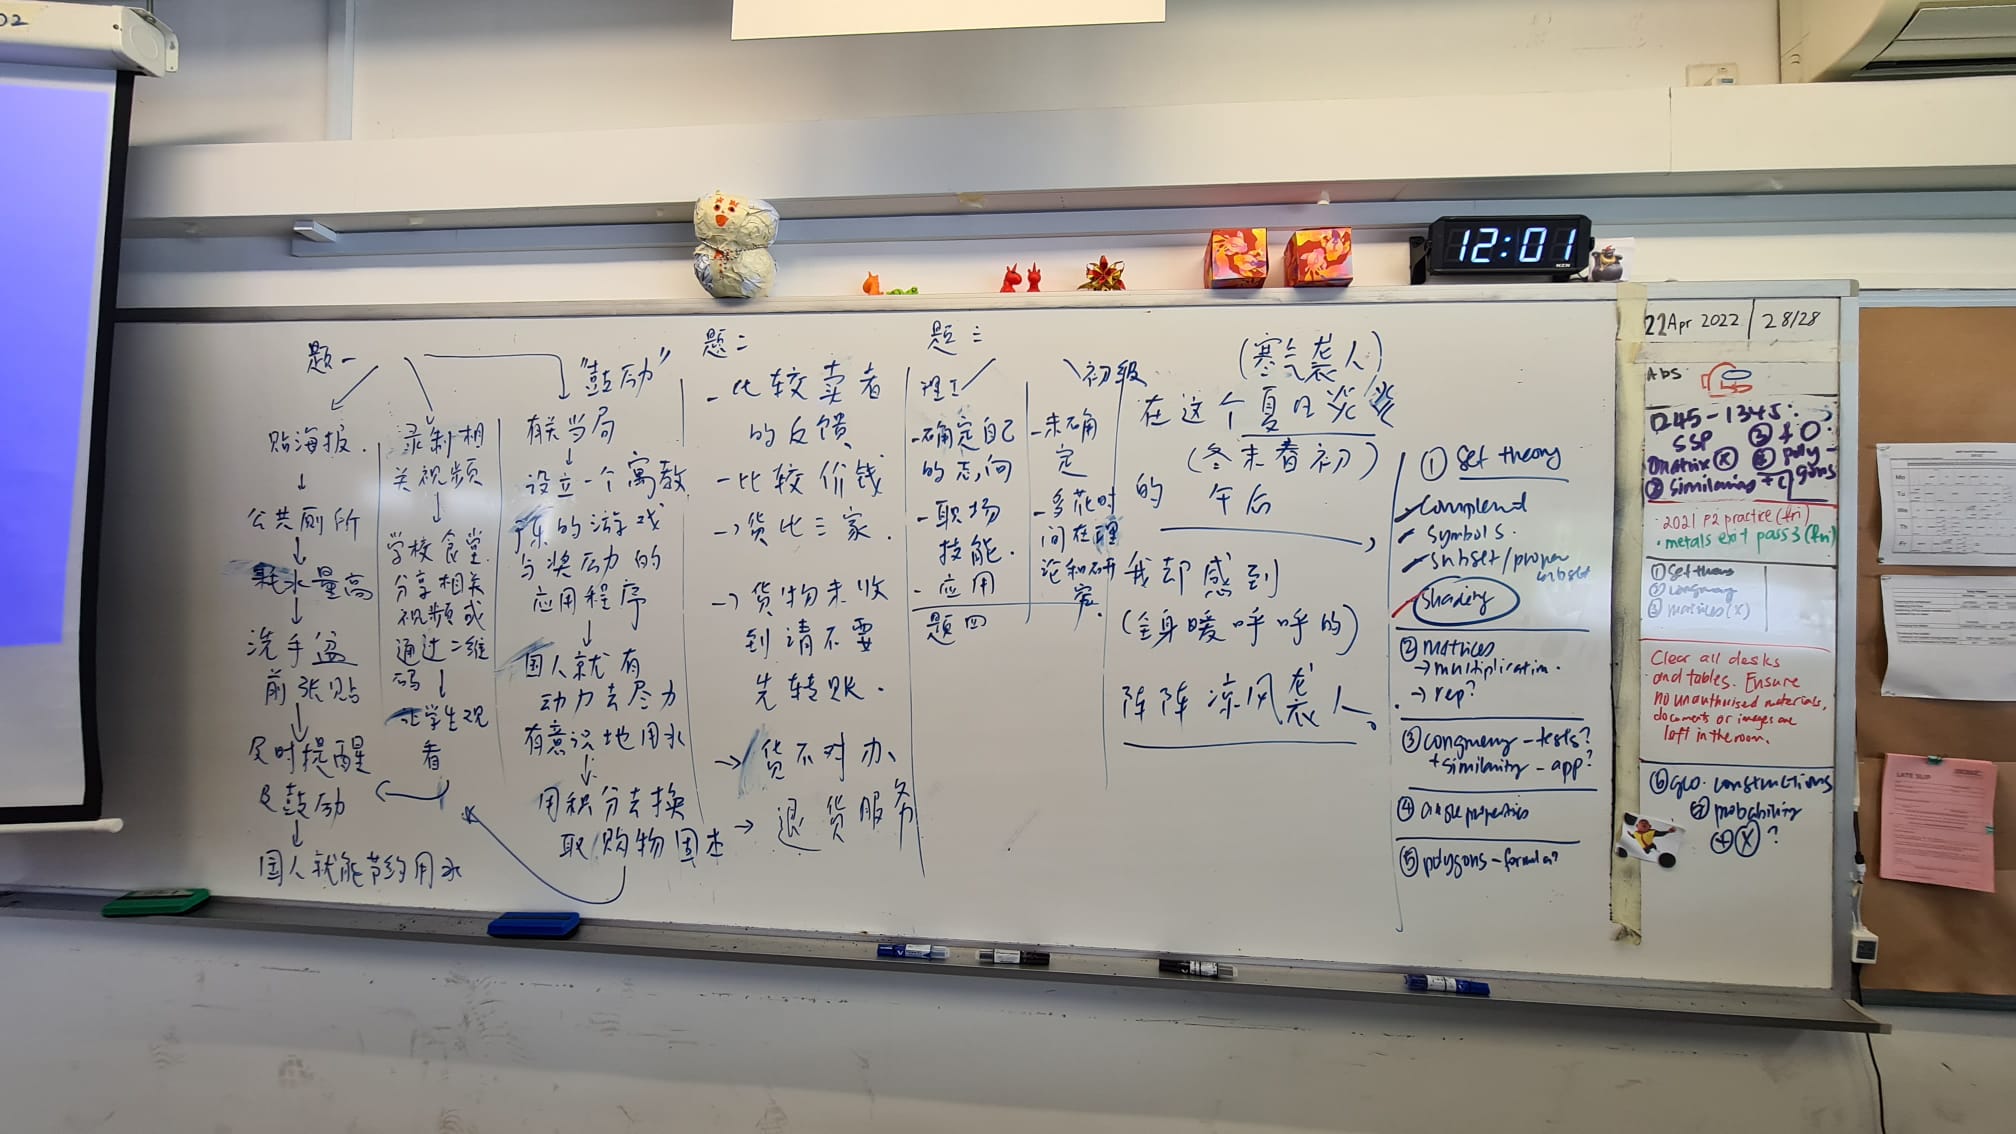 题一
贴海报.
↓
公共厕所
↓
耗水量高
↓
洗手盆
前张贴
↓
及时提醒
及鼓励
↓
国人就能节约用水
录制相
关视频
↓
学校食堂.
分享相关
视频或
通过二维
码
↓
让学生观
看
"鼓励"
有关当局
↓
设立一个寓教
于乐的游戏
与奖励的
应用程序
↓
国人就有
动力去尽力
有意识地用水
↓
用积分去换
取购物固本
题二
- 比较卖者
的反馈
- 比较价钱
→ 货比三家.
→ 货物未收
到请不要
先转账.
→ 货不对办、
→ 退货服务
题三
理工
- 确定自己
的志向
- 职场
技能.
- 应用
题四
初级
- 未确
定
- 多花时
间在
论和研
究.
(寒气袭人)
在这个夏日炎炎
(冬末春初)
的 午后,
我却感到
(全身暖呼呼的)
阵阵凉风袭人。
① Set theory
- complement
- symbols.
- subset/proper
subset
shading
② matrices
→ multiplication.
→ rep?
③ congruency - tests?
+ similarity - app?
④ angle properties
⑤ polygons - formula?
12:01
22 Apr 2022 28/28
Abs
1245-1345:
SSP
matrix Ⓧ
② similarity + c
③ + 0?
④ poly-
gons
· 2021 P2 practice (fri)
· metals exit pass 3 (fri)
① set theory
② congruency
③ matrices (X)
Clear all desks
and tables. Ensure
no unauthorised materials,
documents or images are
left in the room.
⑥ geo. constructions
⑦ probability
⊕ Ⓧ ?
LATE SLIP